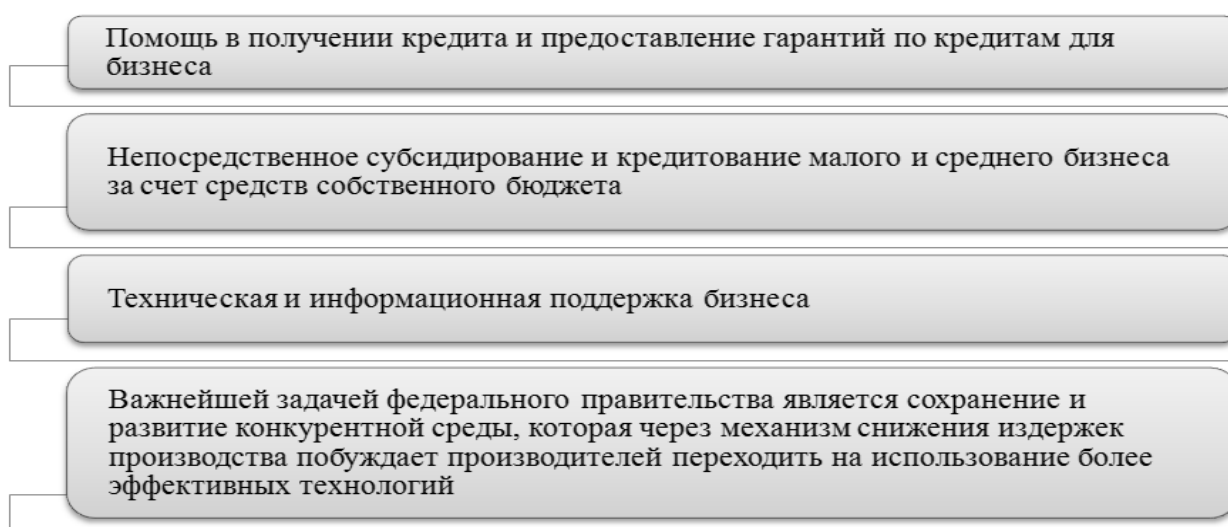 Помощь в получении кредита и предоставление гарантий по кредитам для
бизнеса
Непосредственное субсидирование и кредитование малого и среднего бизнеса
за счет средств собственного бюджета
Техническая и информационная поддержка бизнеса
Важнейшей задачей федерального правительства является сохранение и
развитие конкурентной среды, которая через механизм снижения издержек
производства побуждает производителей переходить на использование более
эффективных технологий